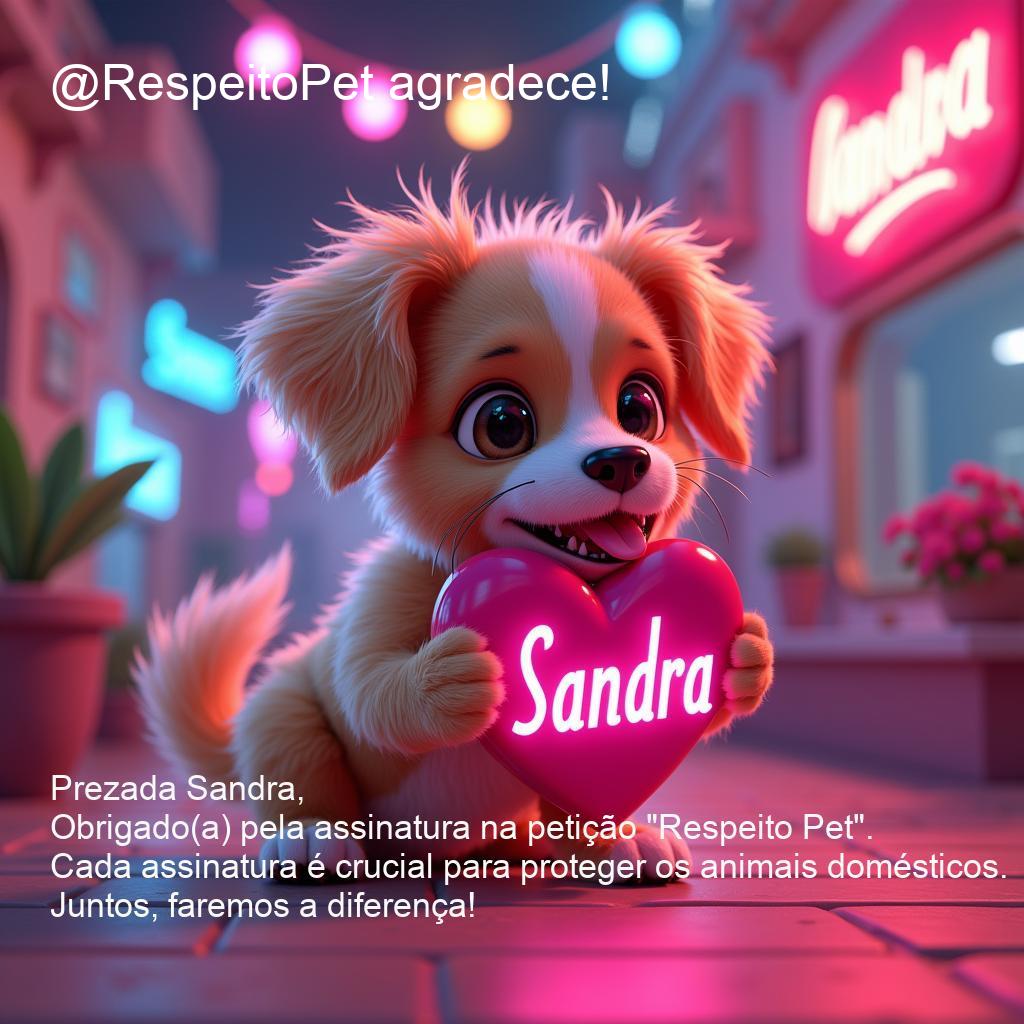 @RespeitoPet agradece!
Sandra
Sandra
Prezada Sandra,
Obrigado(a) pela assinatura na petição "Respeito Pet".
Cada assinatura é crucial para proteger os animais domésticos.
Juntos, faremos a diferença!